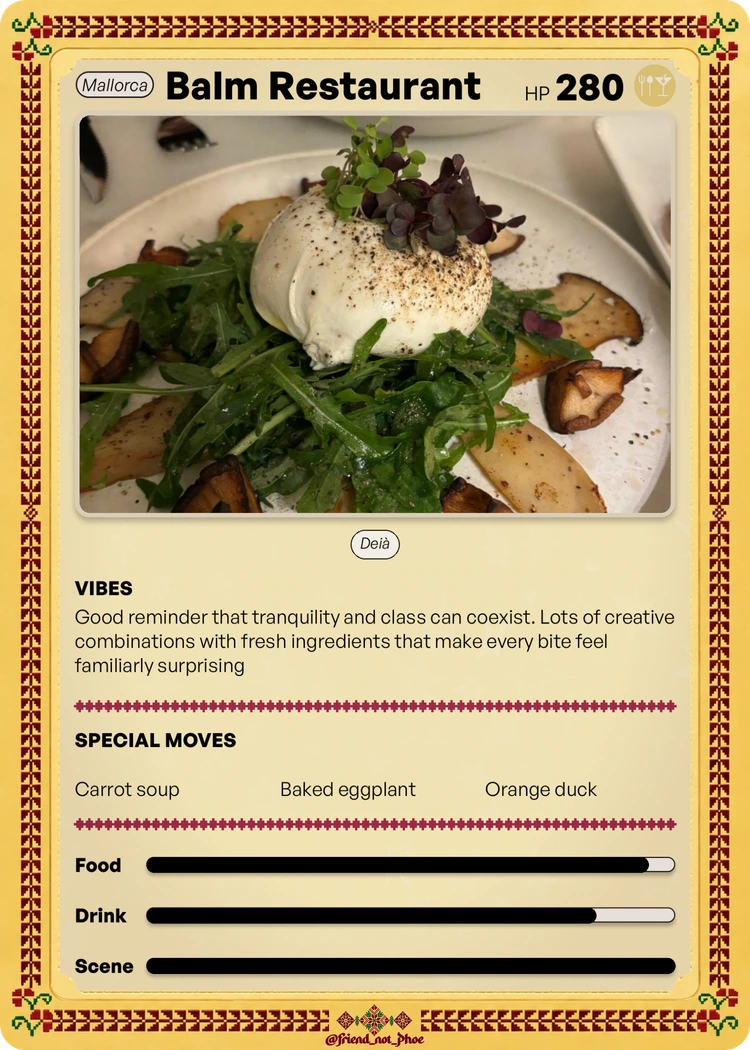 Mallorca Balm Restaurant HP 280
Deià
VIBES
Good reminder that tranquility and class can coexist. Lots of creative
combinations with fresh ingredients that make every bite feel
familiarly surprising
SPECIAL MOVES
Carrot soup Baked eggplant Orange duck
Food
Drink
Scene
@friend_not_phoe